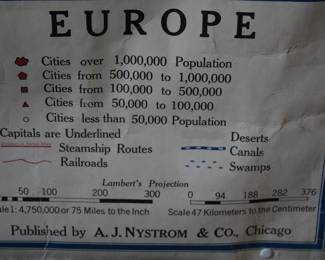 EUROPE
Cities over 1,000,000 Population
Cities from 500,000 to 1,000,000
Cities from 100,000 to 500,000
Cities from 50,000 to 100,000
Cities less than 50,000 Population
Capitals are Underlined
Deserts
Steamship Routes
Canals
Railroads
Swamps
Lambert's Projection
50 100 200 300
0 94 188 282 376
1: 4,750,000 or 75 Miles to the Inch
Scale 47 Kilometers to the Centimeter
Published by A. J. NYSTROM & CO., Chicago